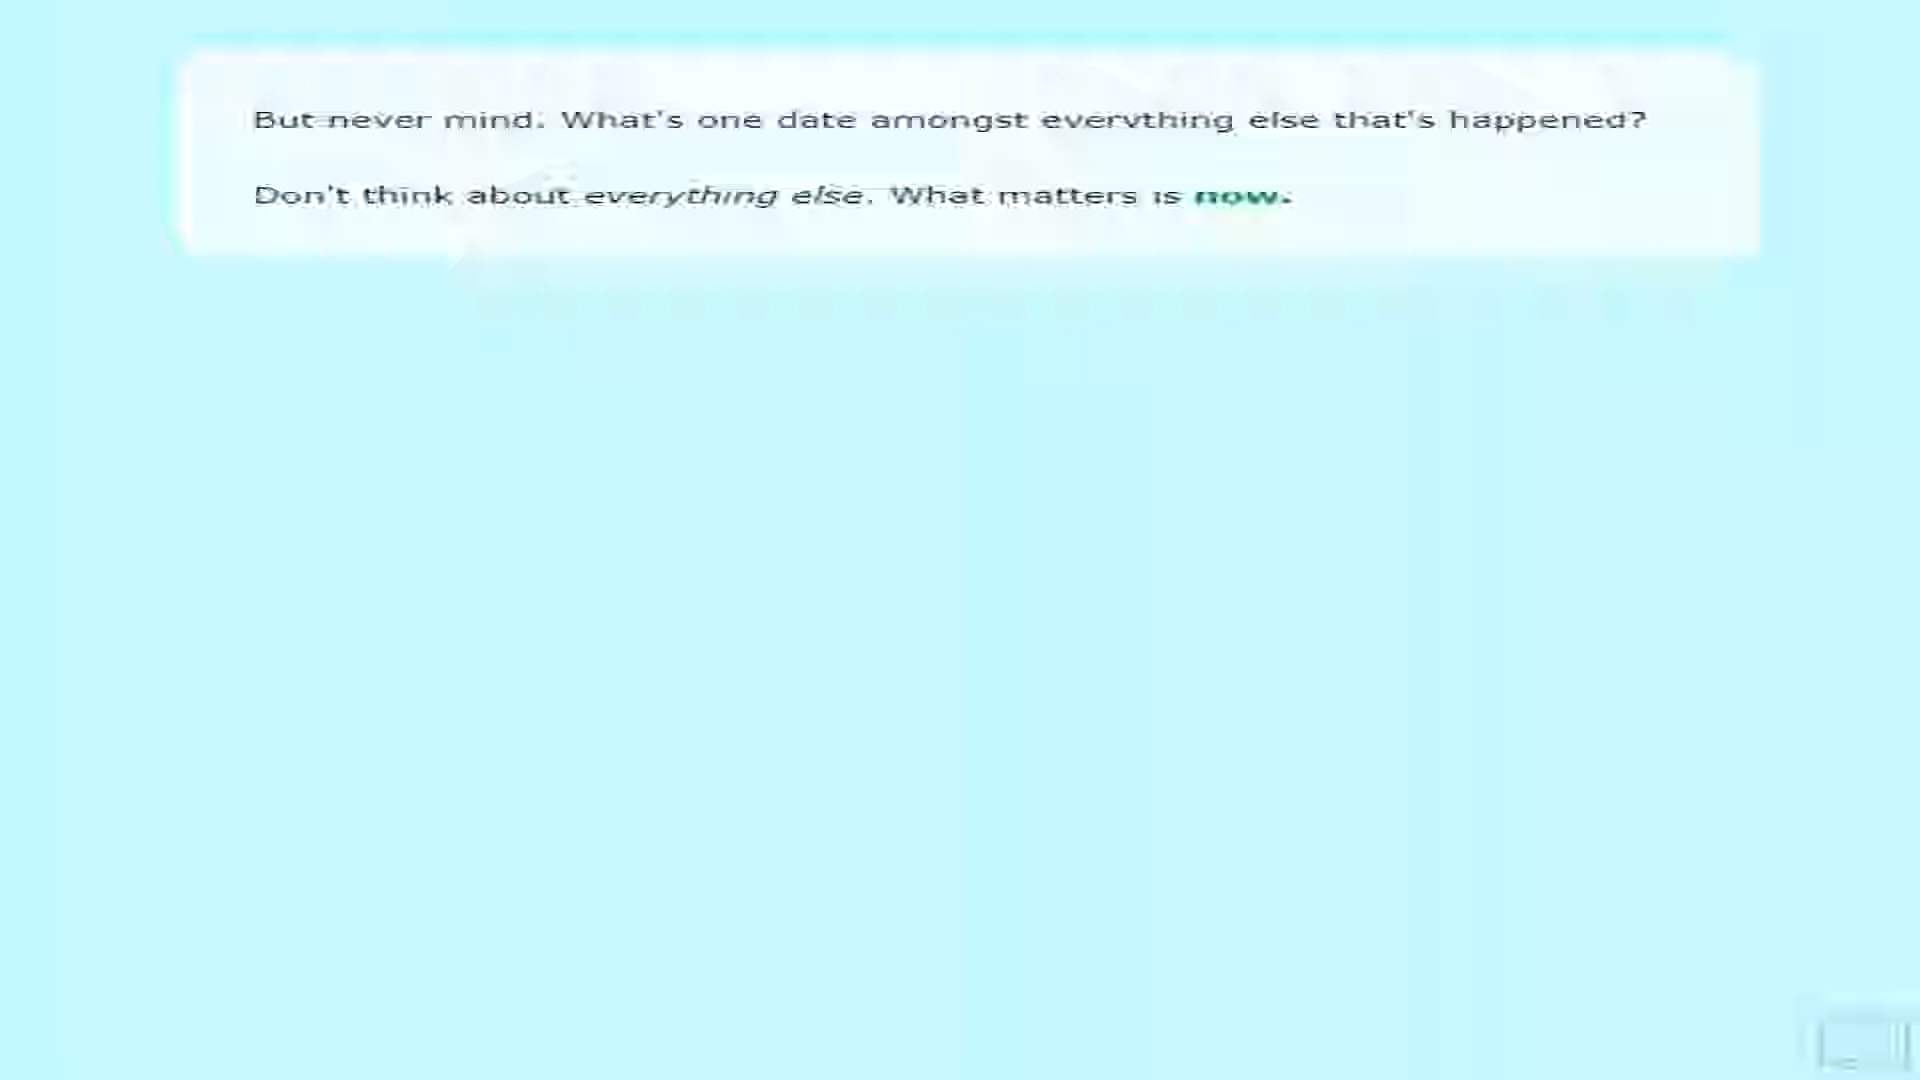 But never mind. What's one date amongst everything else that's happened?
Don't think about everything else. What matters is now.